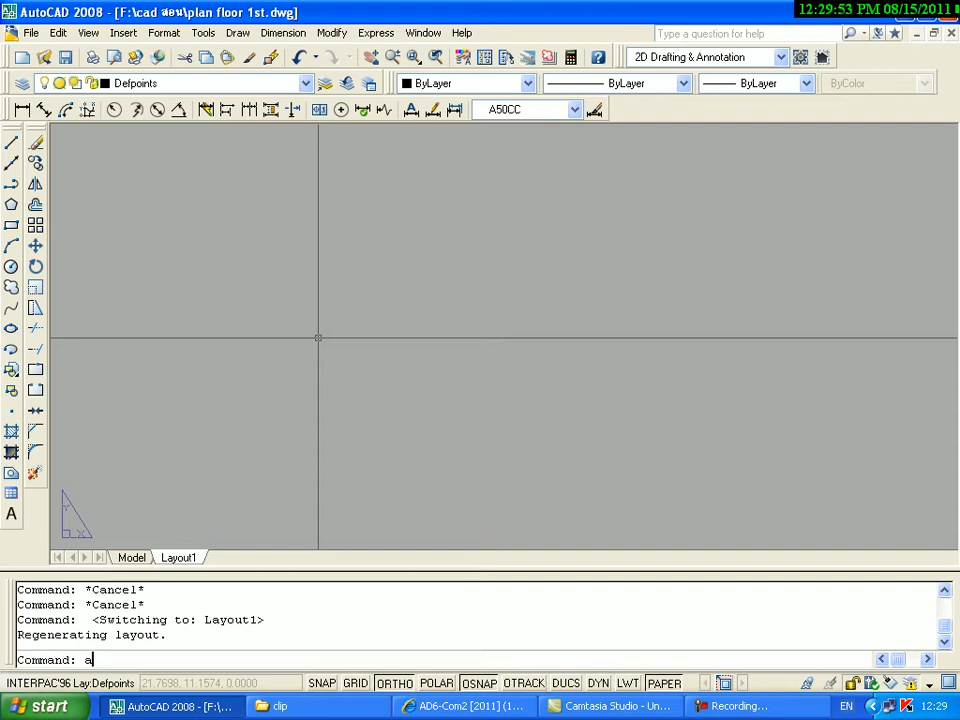 AutoCAD 2008 - [F:\cad สอน\plan floor 1st.dwg]
12:29:53 PM 08/15/2011
File Edit View Insert Format Tools Draw Dimension Modify Express Window Help
Type a question for help
2D Drafting & Annotation
Defpoints
ByLayer
ByLayer
ByLayer
ByColor
A50CC
A
Y
X
Model Layout1
Command: *Cancel*
Command: *Cancel*
Command: <Switching to: Layout1>
Regenerating layout.
Command: a
INTERPAC'96 Lay:Defpoints 21.7698, 11.1574, 0.0000 SNAP GRID ORTHO POLAR OSNAP OTRACK DUCS DYN LWT PAPER
start AutoCAD 2008 - [F:\... clip AD6-Com2 [2011] (1... Camtasia Studio - Un... Recording... EN 12:29